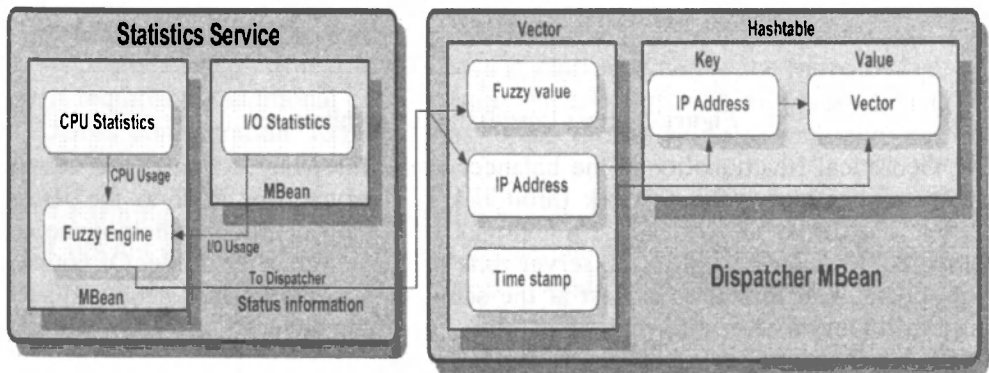 Statistics Service
CPU Statistics
CPU Usage
Fuzzy Engine
MBean
I/O Statistics
MBean
I/O Usage
To Dispatcher
Status information
Vector
Fuzzy value
IP Address
Time stamp
Hashtable
Key
Value
IP Address
Vector
Dispatcher MBean